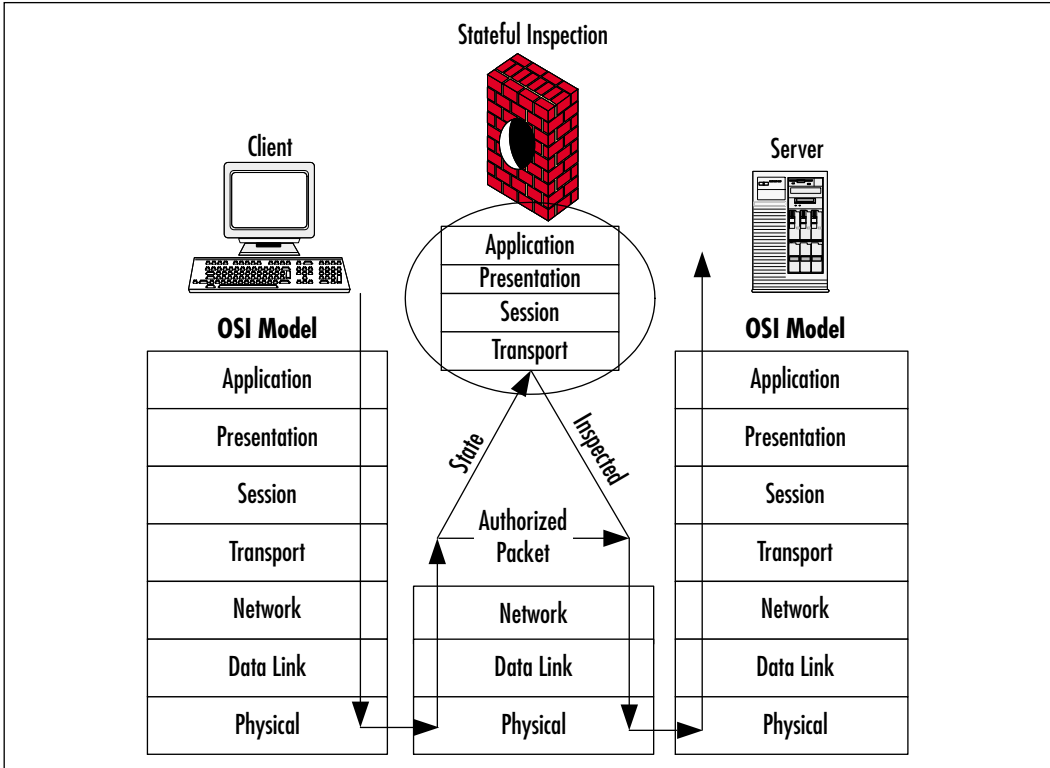 Stateful Inspection
Client
Server
OSI Model
Application
Presentation
Session
Transport
Network
Data Link
Physical
Application
Presentation
Session
Transport
State
Inspected
Authorized
Packet
Network
Data Link
Physical
OSI Model
Application
Presentation
Session
Transport
Network
Data Link
Physical